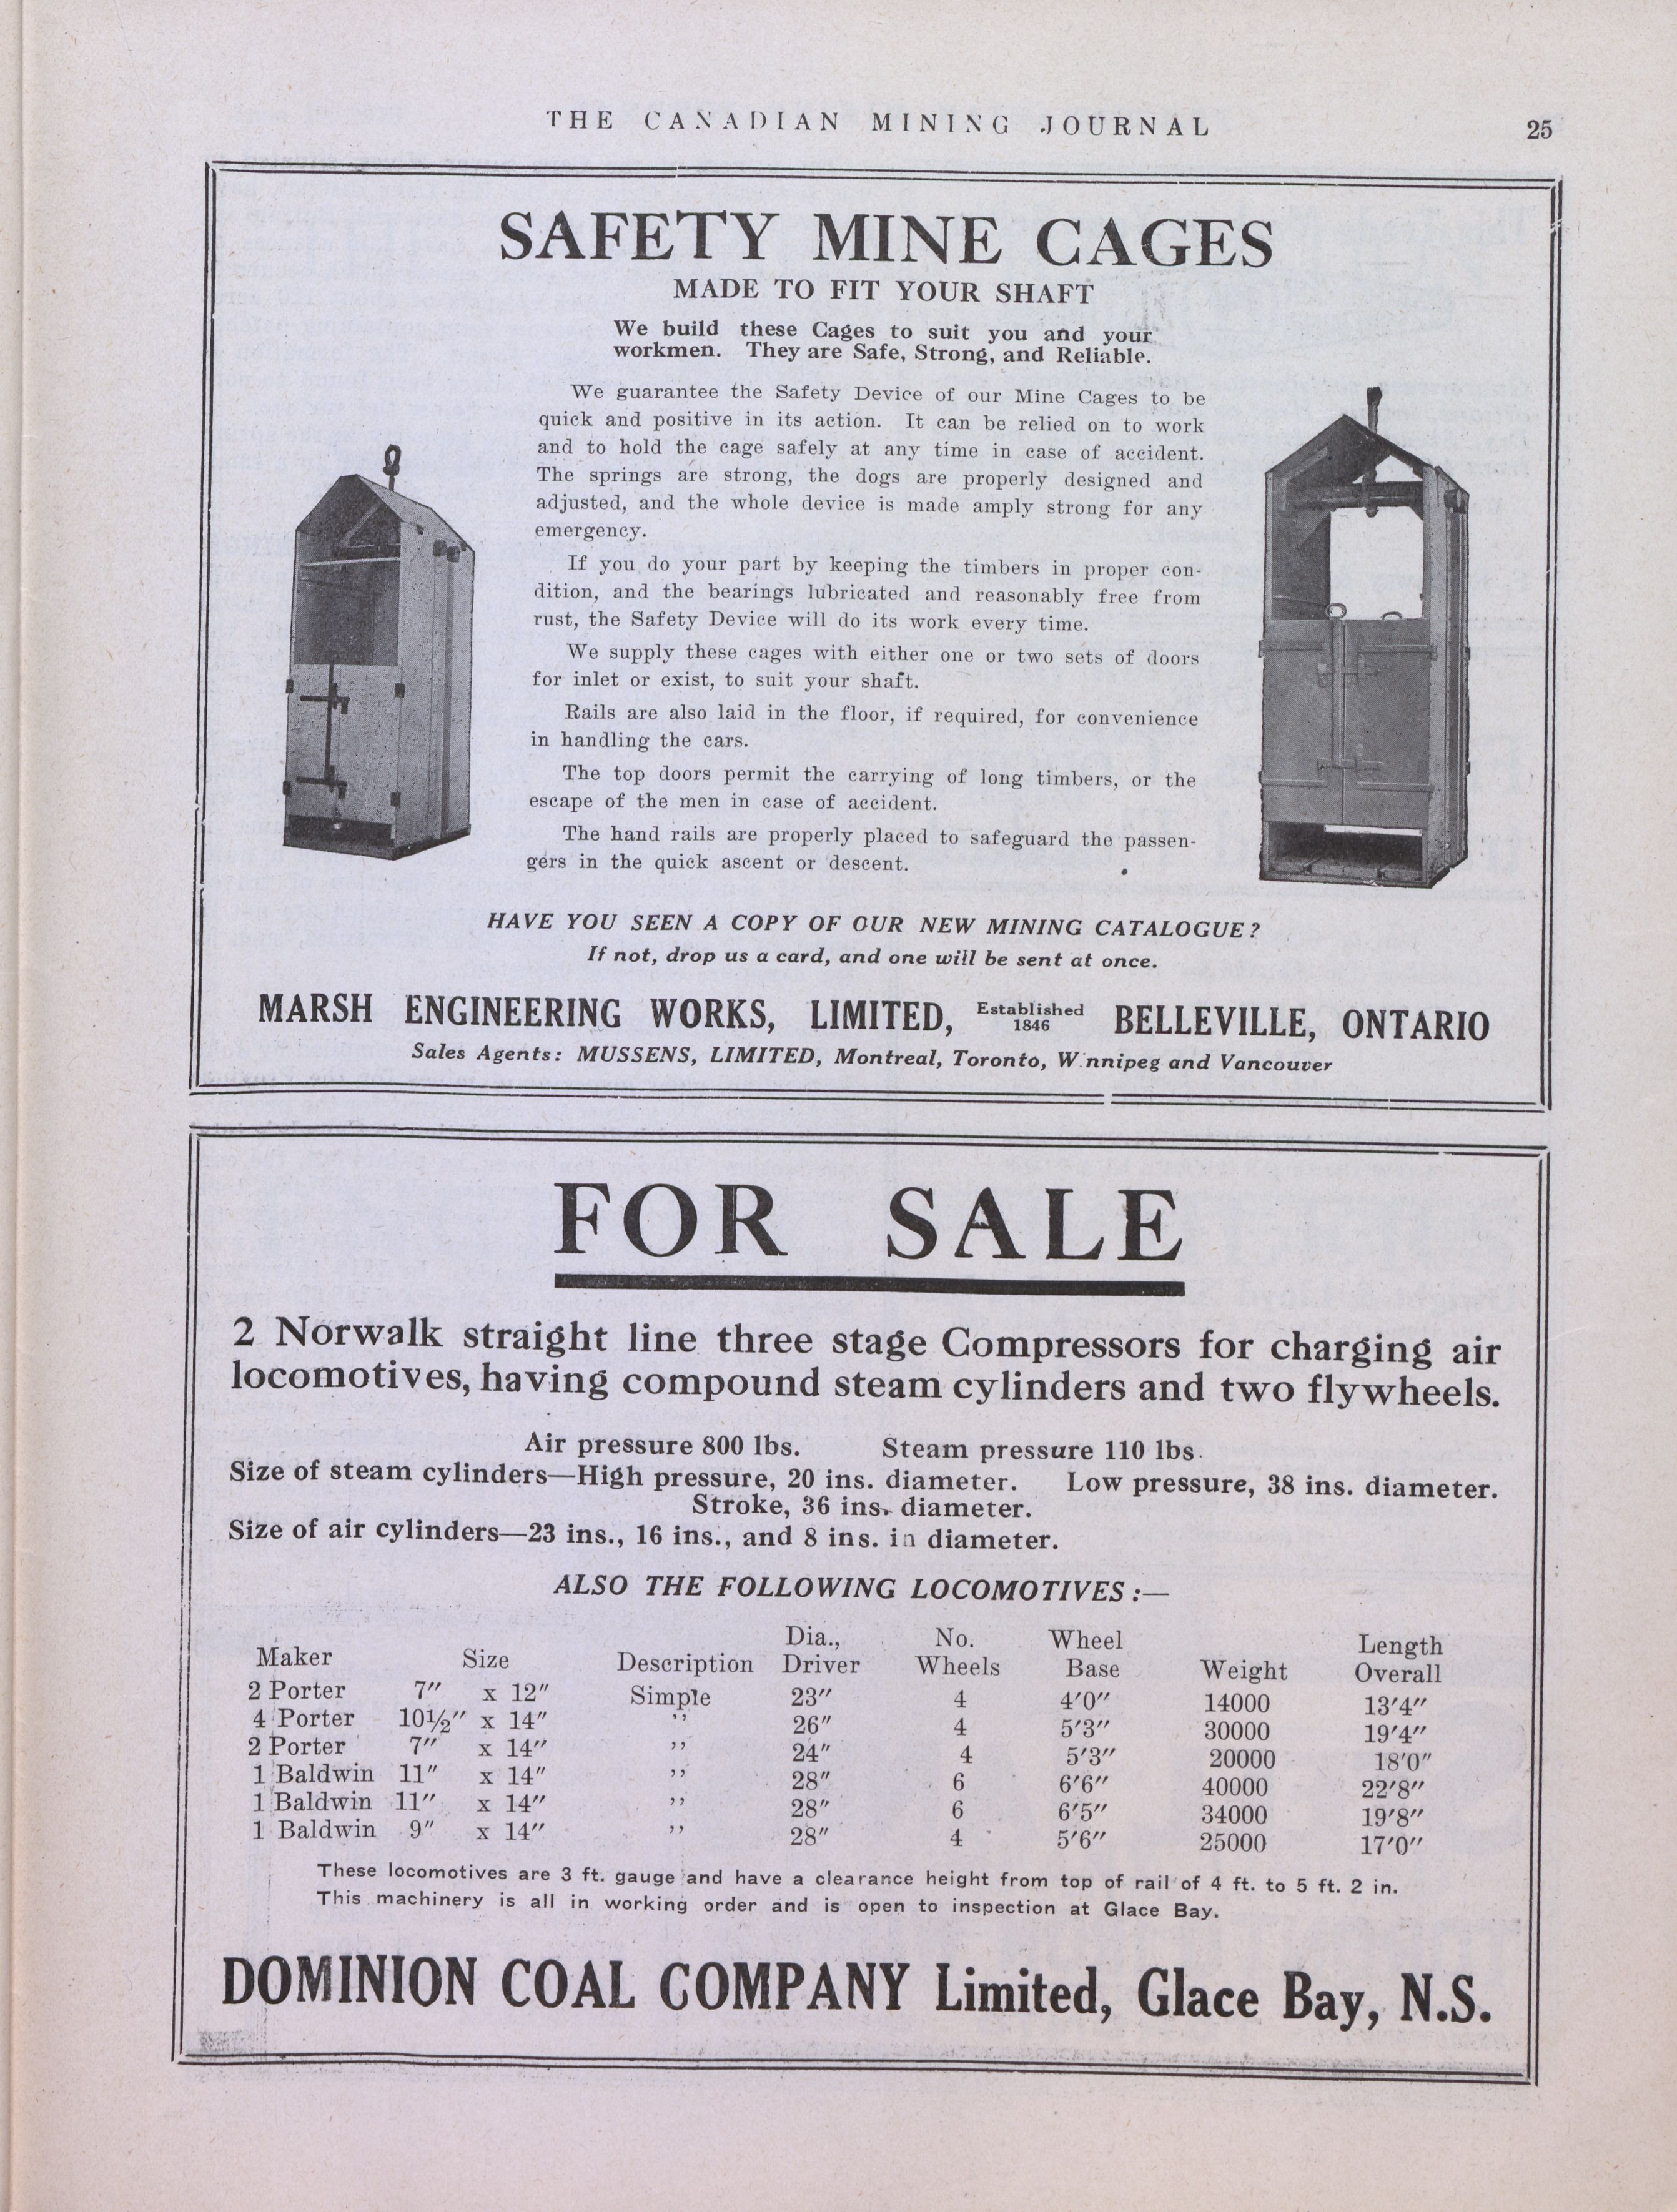 THE CANADIAN MINING JOURNAL 25
SAFETY MINE CAGES
MADE TO FIT YOUR SHAFT
We build these Cages to suit you and your
workmen. They are Safe, Strong, and Reliable.
We guarantee the Safety Device of our Mine Cages to be
quick and positive in its action. It can be relied on to work
and to hold the cage safely at any time in case of accident.
The springs are strong, the dogs are properly designed and
adjusted, and the whole device is made amply strong for any
emergency.
If you do your part by keeping the timbers in proper con-
dition, and the bearings lubricated and reasonably free from
rust, the Safety Device will do its work every time.
We supply these cages with either one or two sets of doors
for inlet or exist, to suit your shaft.
Rails are also laid in the floor, if required, for convenience
in handling the cars.
The top doors permit the carrying of long timbers, or the
escape of the men in case of accident.
The hand rails are properly placed to safeguard the passen-
gers in the quick ascent or descent.
HAVE YOU SEEN A COPY OF OUR NEW MINING CATALOGUE?
If not, drop us a card, and one will be sent at once.
MARSH ENGINEERING WORKS, LIMITED, Established 1846 BELLEVILLE, ONTARIO
Sales Agents: MUSSENS, LIMITED, Montreal, Toronto, Winnipeg and Vancouver
FOR SALE
2 Norwalk straight line three stage Compressors for charging air
locomotives, having compound steam cylinders and two flywheels.
Air pressure 800 lbs. Steam pressure 110 lbs.
Size of steam cylinders—High pressure, 20 ins. diameter. Low pressure, 38 ins. diameter.
Stroke, 36 ins. diameter.
Size of air cylinders—23 ins., 16 ins., and 8 ins. in diameter.
ALSO THE FOLLOWING LOCOMOTIVES:—
Maker Size Description Dia., Driver No. Wheels Wheel Base Weight Length Overall
2 Porter 7" x 12" Simple 23" 4 4'0" 14000 13'4"
4 Porter 10½" x 14" ,, 26" 4 5'3" 30000 19'4"
2 Porter 7" x 14" ,, 24" 4 5'3" 20000 18'0"
1 Baldwin 11" x 14" ,, 28" 6 6'6" 40000 22'8"
1 Baldwin 11" x 14" ,, 28" 6 6'5" 34000 19'8"
1 Baldwin 9" x 14" ,, 28" 4 5'6" 25000 17'0"
These locomotives are 3 ft. gauge and have a clearance height from top of rail of 4 ft. to 5 ft. 2 in.
This machinery is all in working order and is open to inspection at Glace Bay.
DOMINION COAL COMPANY Limited, Glace Bay, N.S.